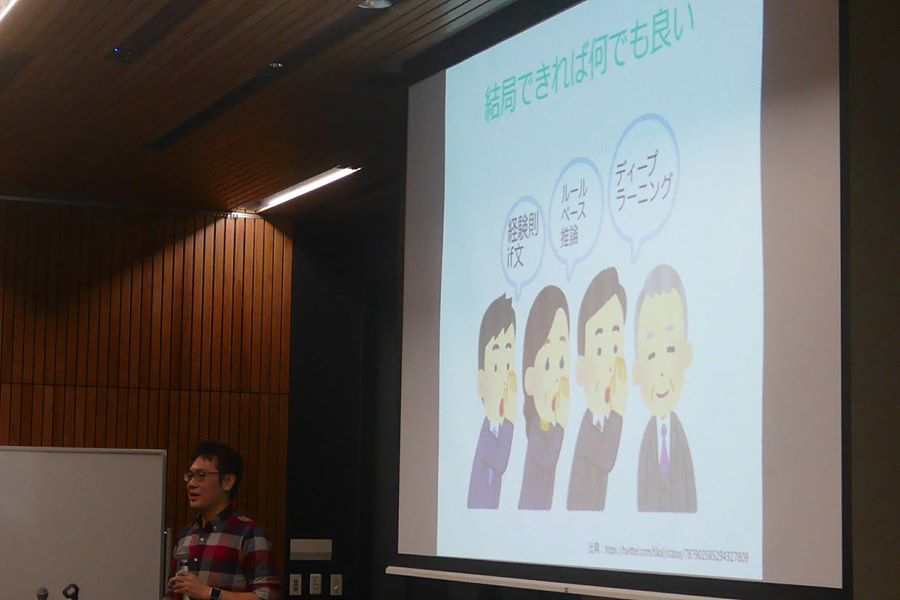 結局できれば何でも良い
経験則
if文
ルール
ベース
推論
ディープ
ラーニング
出典：https://twitter.com/tikal/status/787902585294327809